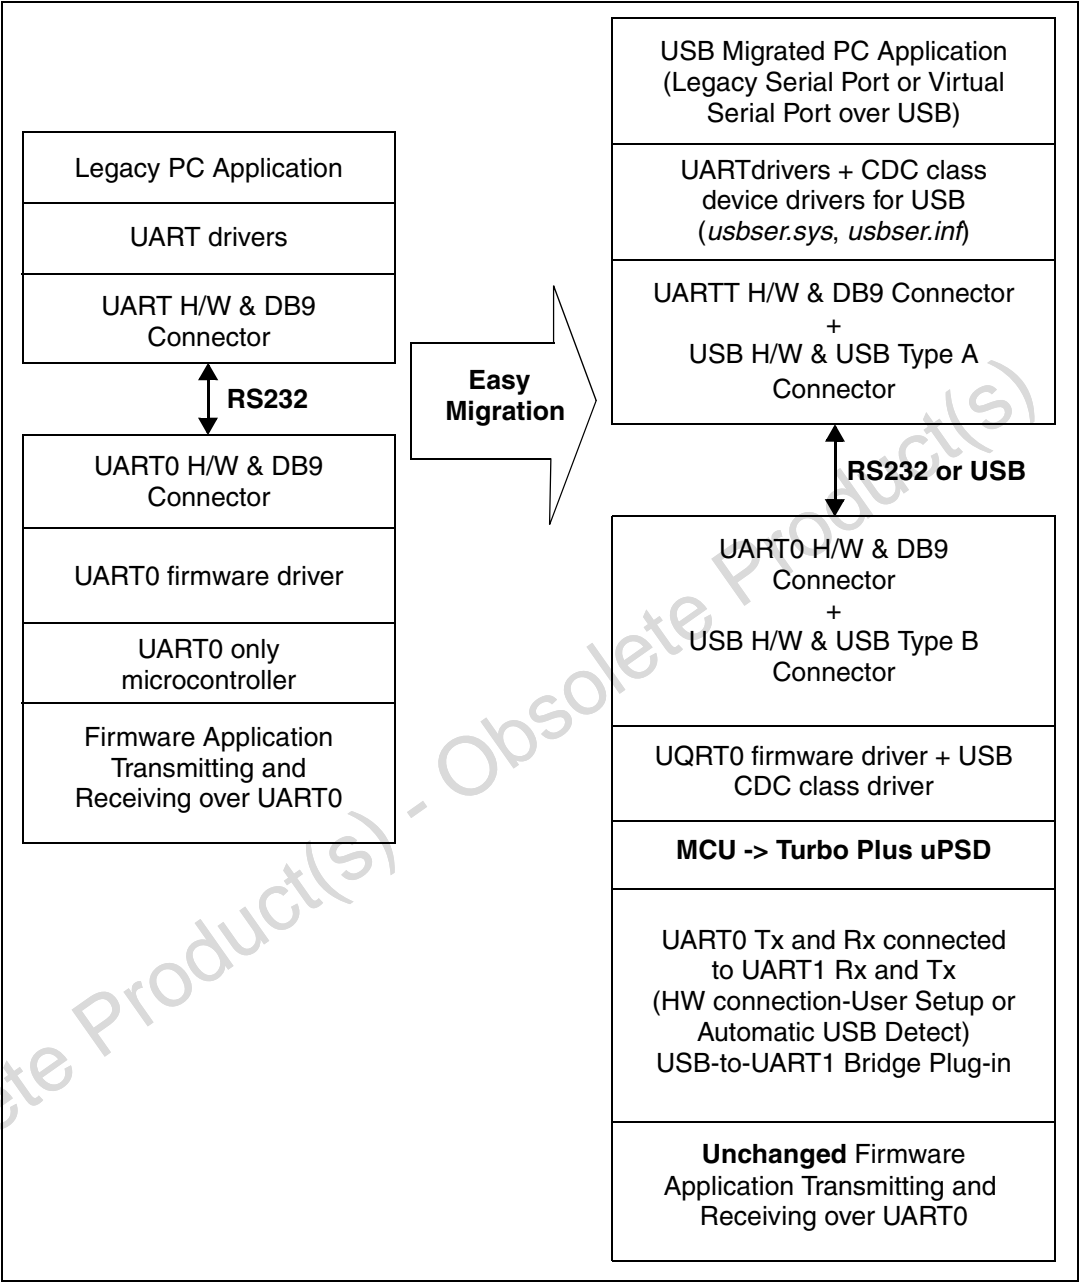 Legacy PC Application
UART drivers
UART H/W & DB9
Connector
RS232
UART0 H/W & DB9
Connector
UART0 firmware driver
UART0 only
microcontroller
Firmware Application
Transmitting and
Receiving over UART0
Easy
Migration
USB Migrated PC Application
(Legacy Serial Port or Virtual
Serial Port over USB)
UARTdrivers + CDC class
device drivers for USB
(usbser.sys, usbser.inf)
UARTT H/W & DB9 Connector
+
USB H/W & USB Type A
Connector
RS232 or USB
UART0 H/W & DB9
Connector
+
USB H/W & USB Type B
Connector
UQRT0 firmware driver + USB
CDC class driver
MCU -> Turbo Plus uPSD
UART0 Tx and Rx connected
to UART1 Rx and Tx
(HW connection-User Setup or
Automatic USB Detect)
USB-to-UART1 Bridge Plug-in
Unchanged Firmware
Application Transmitting and
Receiving over UART0
ete Product(s) - Obsolete Product(s)